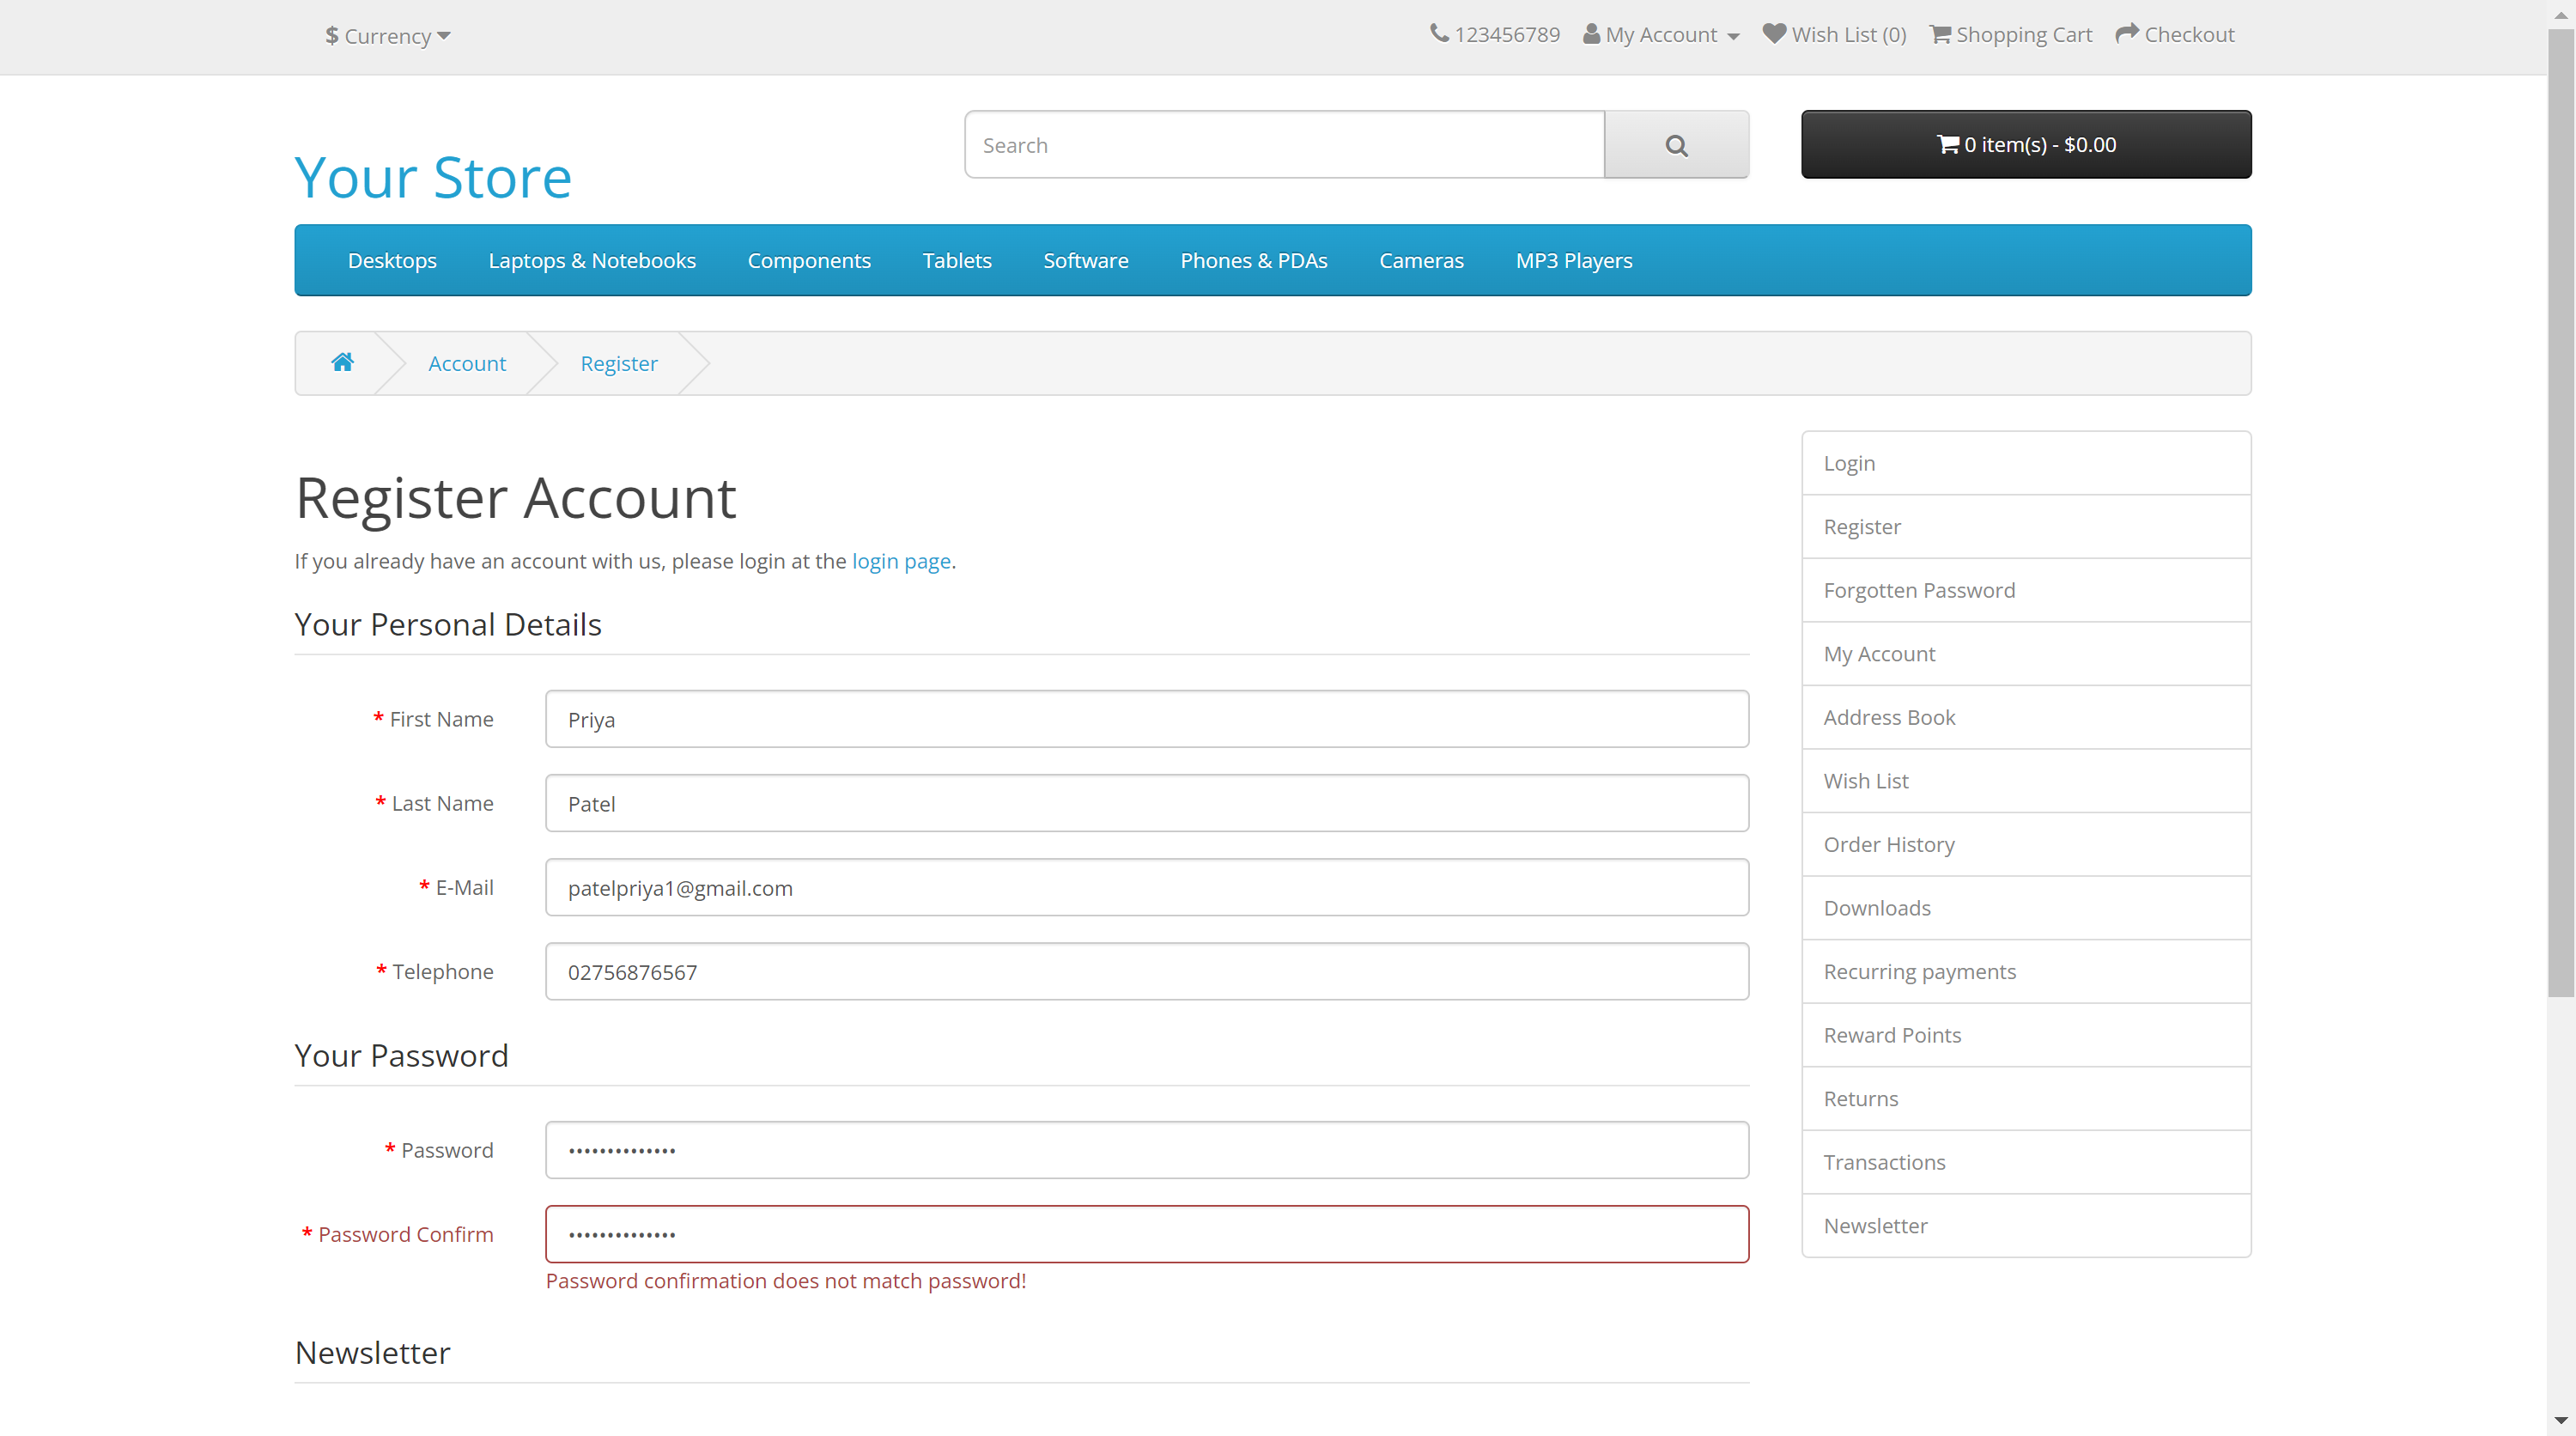 $ Currency
123456789 My Account Wish List (0) Shopping Cart Checkout
Your Store
Search
0 item(s) - $0.00
Desktops Laptops & Notebooks Components Tablets Software Phones & PDAs Cameras MP3 Players
Account Register
Register Account
If you already have an account with us, please login at the login page.
Your Personal Details
* First Name Priya
* Last Name Patel
* E-Mail patelpriya1@gmail.com
* Telephone 02756876567
Your Password
* Password ••••••••••••••
* Password Confirm ••••••••••••••
Password confirmation does not match password!
Newsletter
Login
Register
Forgotten Password
My Account
Address Book
Wish List
Order History
Downloads
Recurring payments
Reward Points
Returns
Transactions
Newsletter